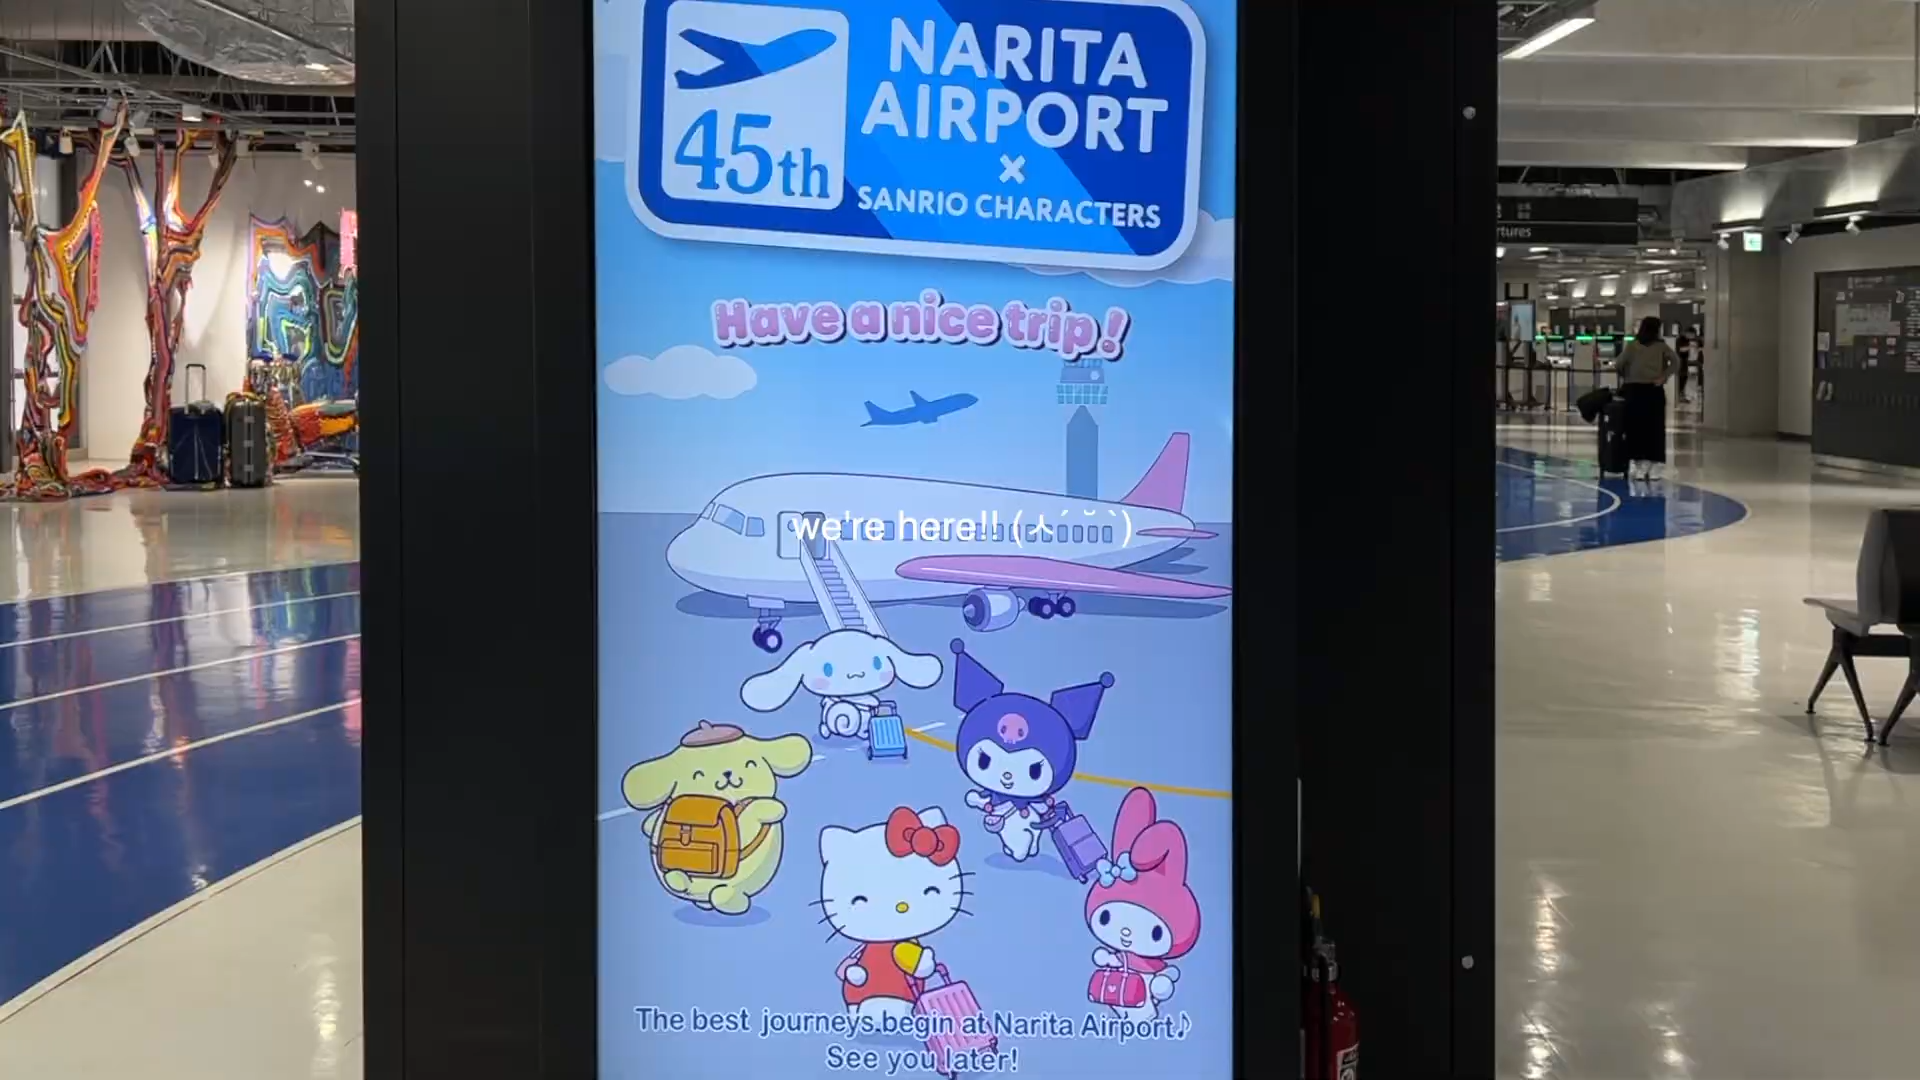 NARITA
AIRPORT
×
SANRIO CHARACTERS
45th
Have a nice trip!
we're here!! (ㅅ´ ˘ `)
The best journeys begin at Narita Airport♪
See you later!
rtures